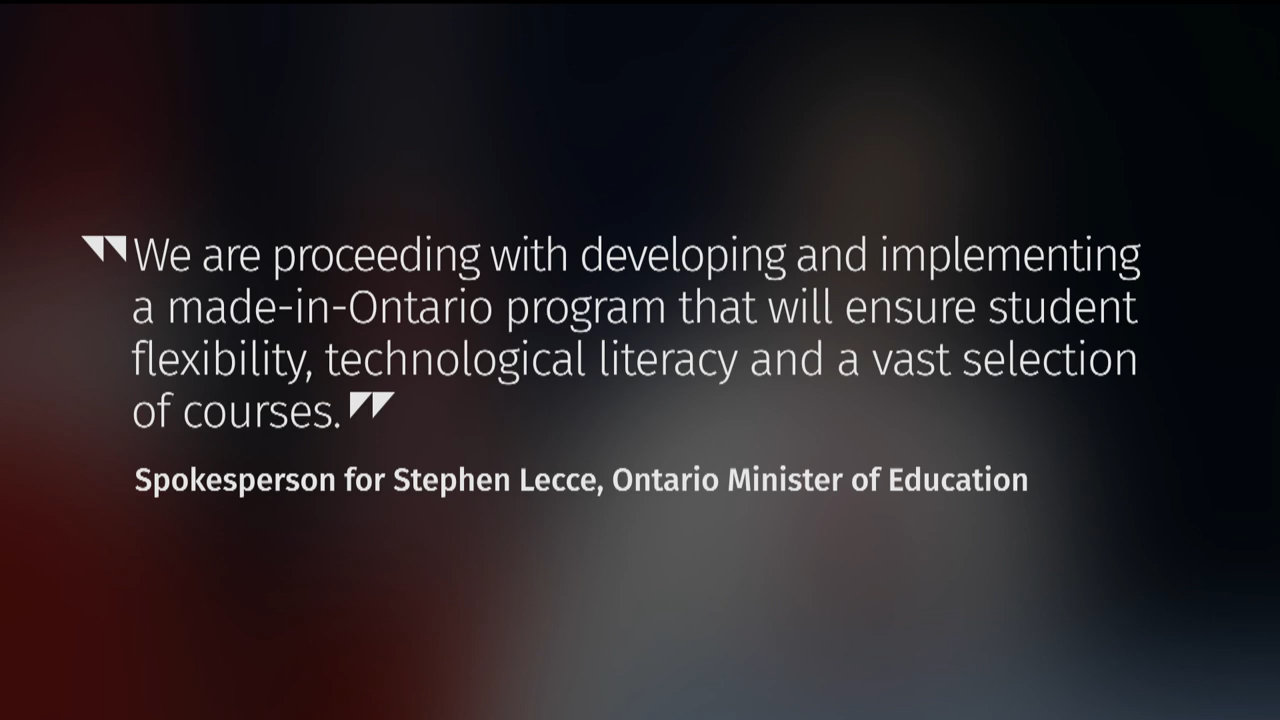 "We are proceeding with developing and implementing
a made-in-Ontario program that will ensure student
flexibility, technological literacy and a vast selection
of courses."
Spokesperson for Stephen Lecce, Ontario Minister of Education